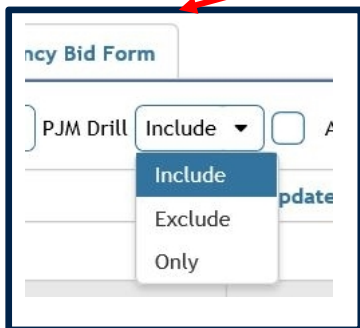 ncy Bid Form
PJM Drill Include A
Include
pdate
Exclude
Only